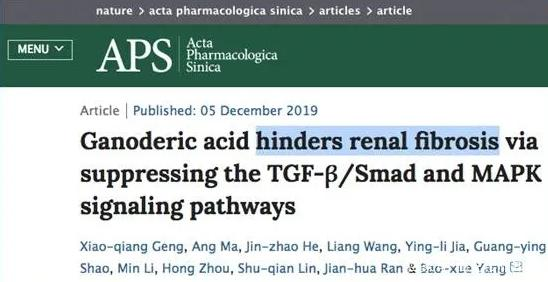 nature > acta pharmacologica sinica > articles > article
MENU
APS
Acta
Pharmacologica
Sinica
Article | Published: 05 December 2019
Ganoderic acid hinders renal fibrosis via
suppressing the TGF-β/Smad and MAPK
signaling pathways
Xiao-qiang Geng, Ang Ma, Jin-zhao He, Liang Wang, Ying-li Jia, Guang-ying
Shao, Min Li, Hong Zhou, Shu-qian Lin, Jian-hua Ran & Bao-xue Yang